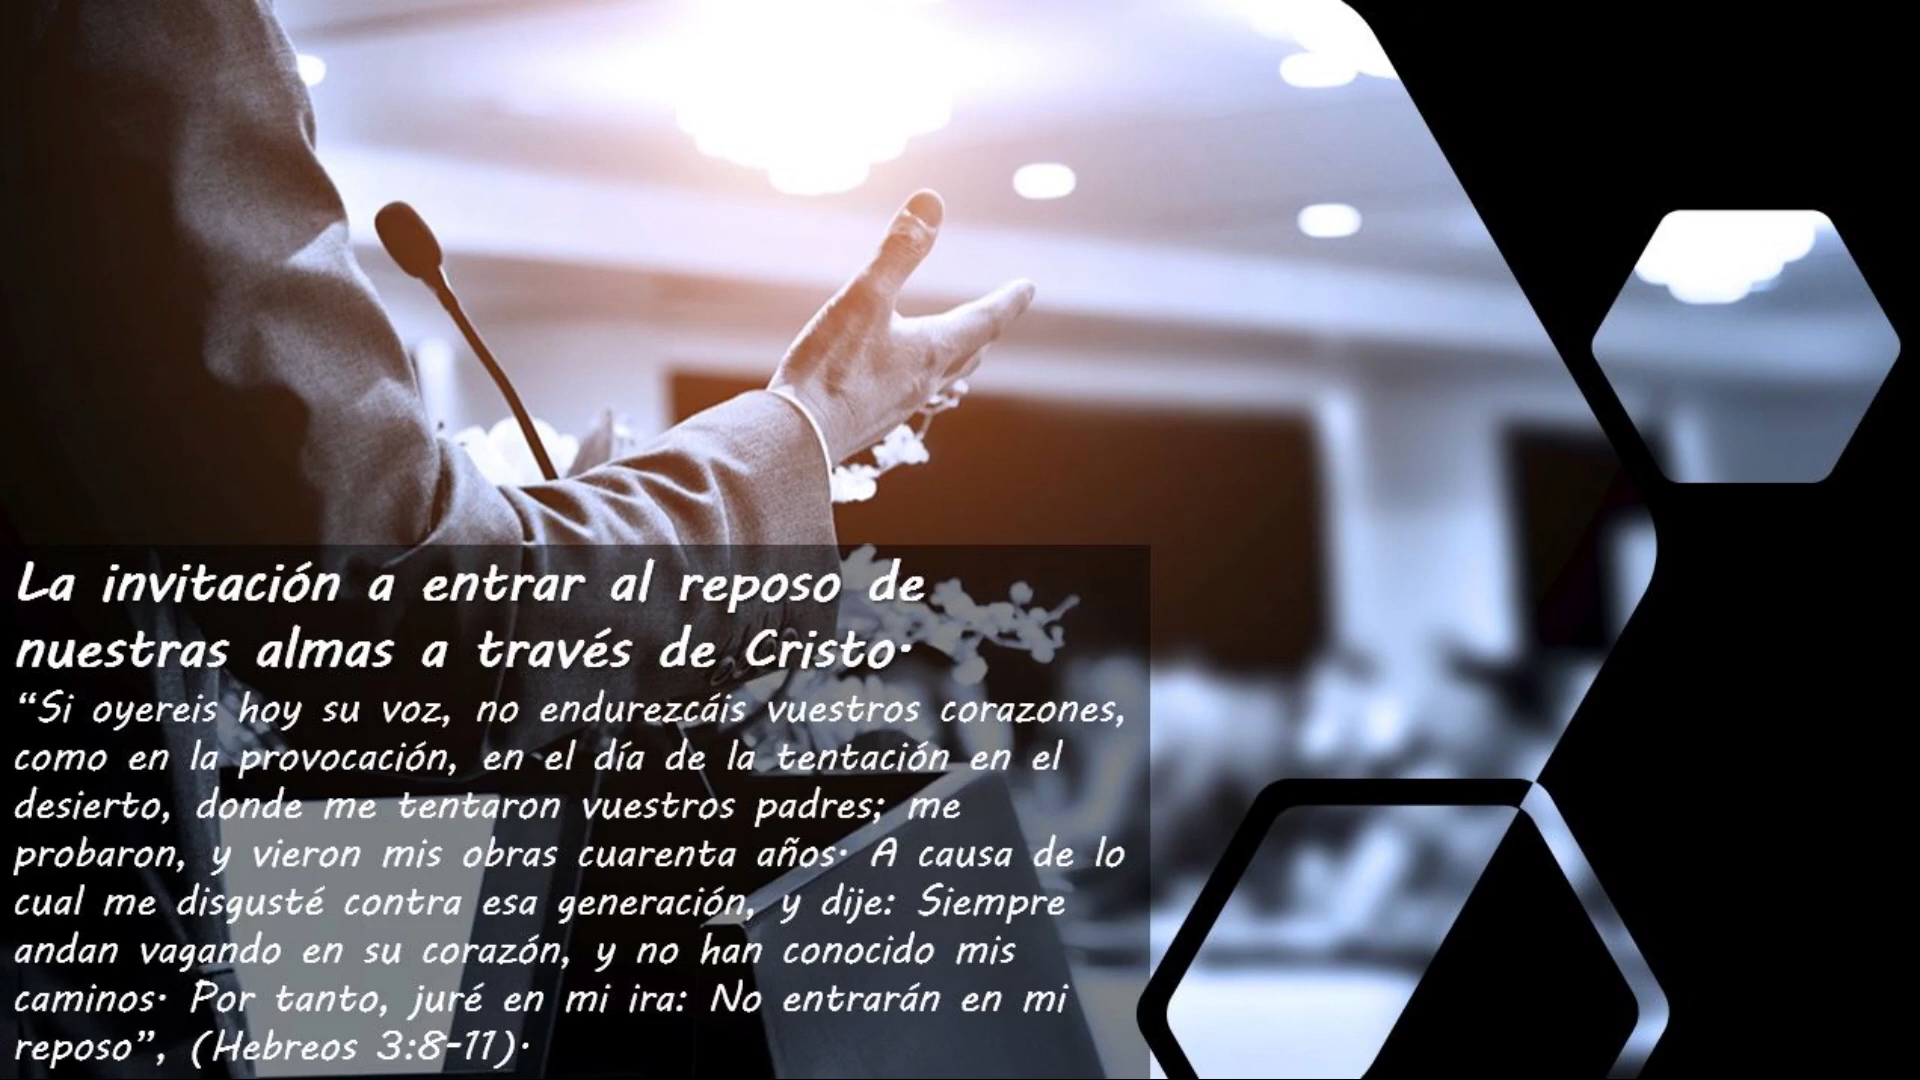 La invitación a entrar al reposo de
nuestras almas a través de Cristo.
“Si oyereis hoy su voz, no endurezcáis vuestros corazones,
como en la provocación, en el día de la tentación en el
desierto, donde me tentaron vuestros padres; me
probaron, y vieron mis obras cuarenta años. A causa de lo
cual me disgusté contra esa generación, y dije: Siempre
andan vagando en su corazón, y no han conocido mis
caminos. Por tanto, juré en mi ira: No entrarán en mi
reposo”, (Hebreos 3:8-11).